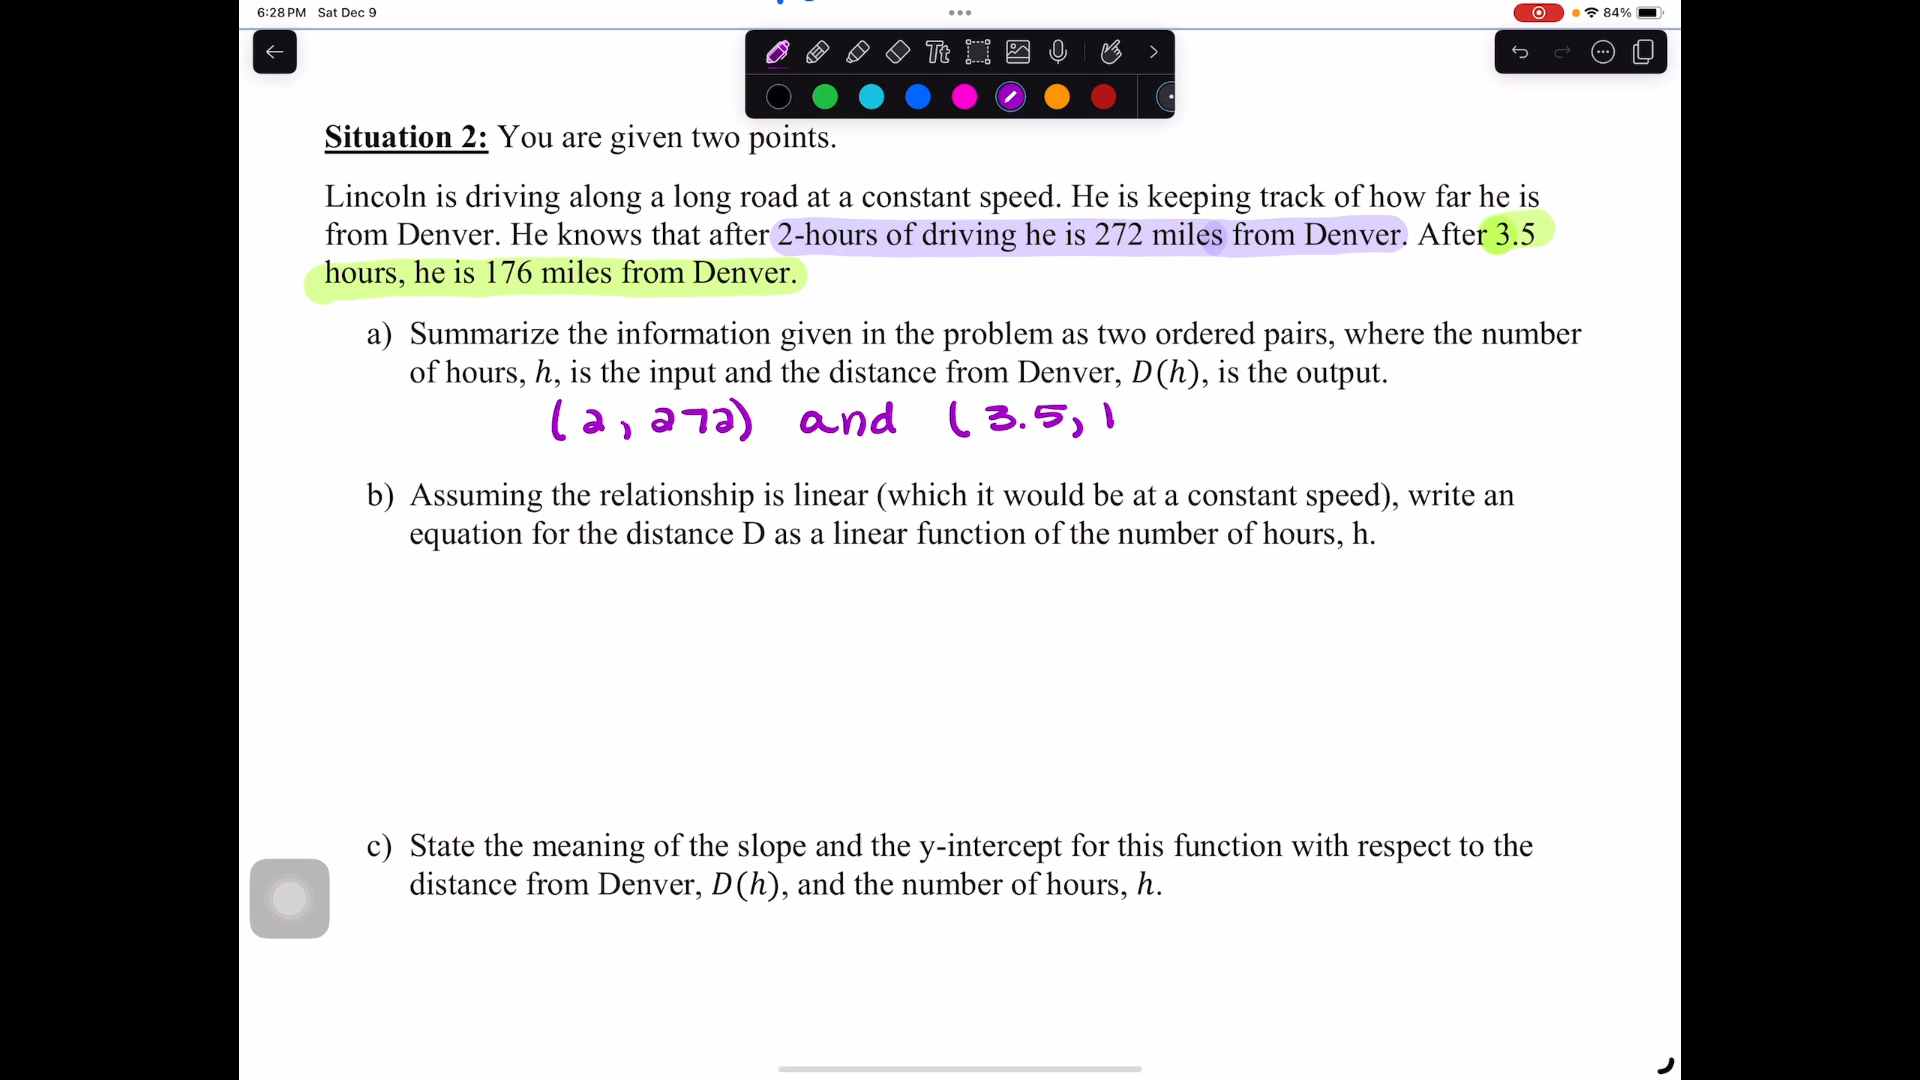 6:28 PM Sat Dec 9
84%
Tt
Situation 2: You are given two points.
Lincoln is driving along a long road at a constant speed. He is keeping track of how far he is
from Denver. He knows that after 2-hours of driving he is 272 miles from Denver. After 3.5
hours, he is 176 miles from Denver.
a) Summarize the information given in the problem as two ordered pairs, where the number
of hours, h, is the input and the distance from Denver, D(h), is the output.
(2, 272) and (3.5, 1
b) Assuming the relationship is linear (which it would be at a constant speed), write an
equation for the distance D as a linear function of the number of hours, h.
c) State the meaning of the slope and the y-intercept for this function with respect to the
distance from Denver, D(h), and the number of hours, h.